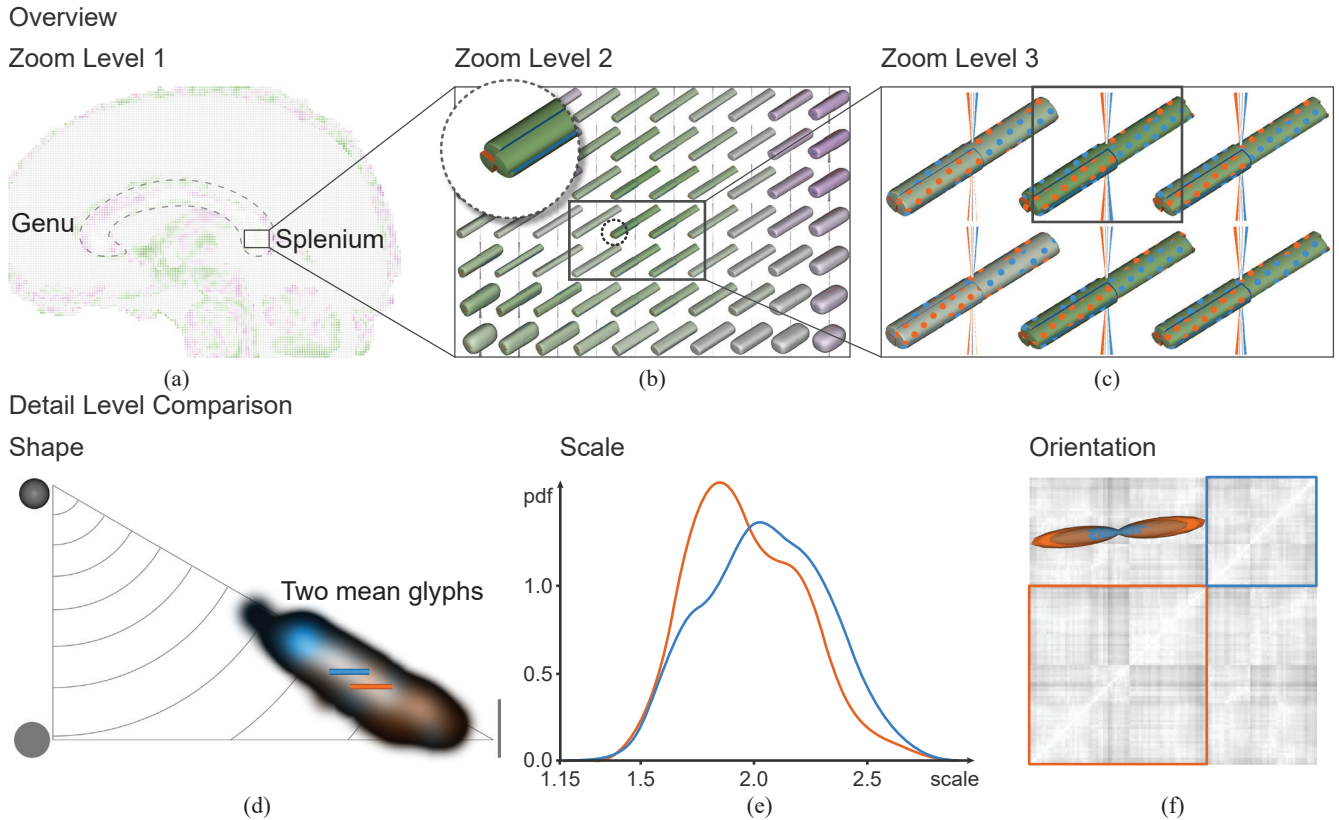 Overview
Zoom Level 1
Zoom Level 2
Zoom Level 3
Genu
Splenium
(a)
(b)
(c)
Detail Level Comparison
Shape
Scale
Orientation
Two mean glyphs
pdf
1.0
0.5
0.0
1.15
1.5
2.0
2.5
scale
(d)
(e)
(f)